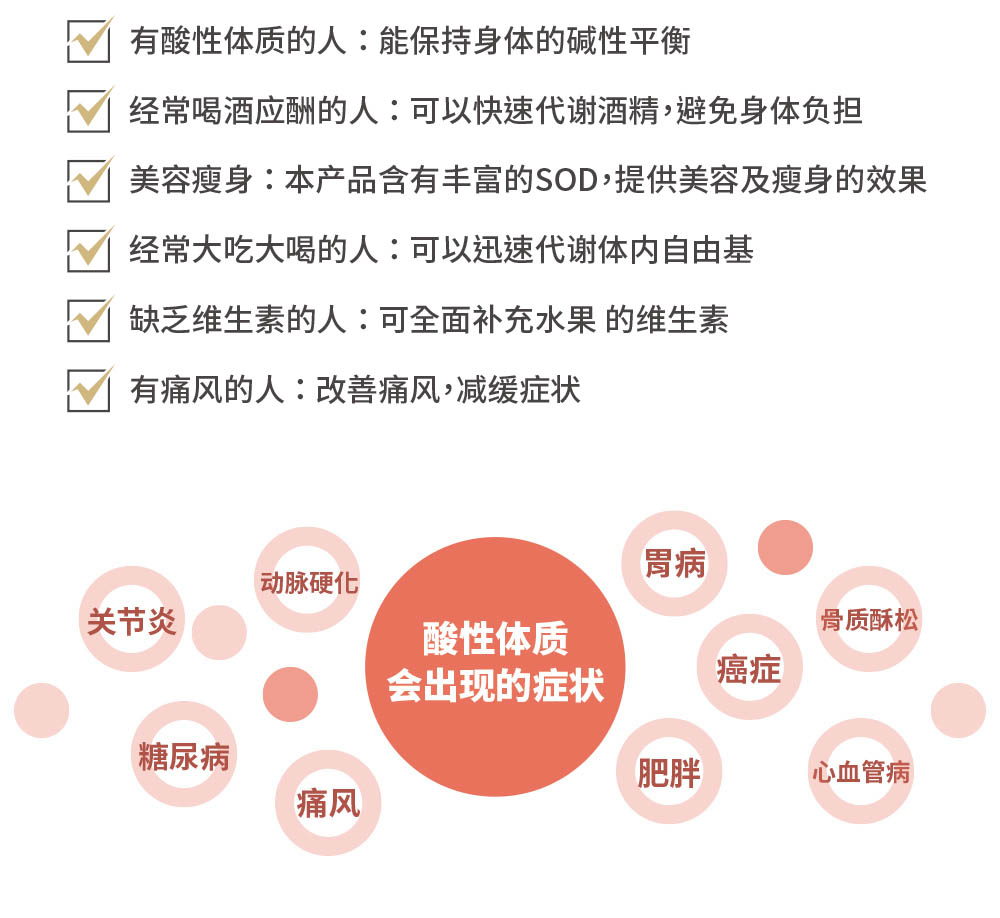 有酸性体质的人：能保持身体的碱性平衡
经常喝酒应酬的人：可以快速代谢酒精，避免身体负担
美容瘦身：本产品含有丰富的SOD，提供美容及瘦身的效果
经常大吃大喝的人：可以迅速代谢体内自由基
缺乏维生素的人：可全面补充水果 的维生素
有痛风的人：改善痛风，减缓症状
胃病
动脉硬化
关节炎
骨质酥松
酸性体质
会出现的症状
癌症
糖尿病
痛风
肥胖
心血管病